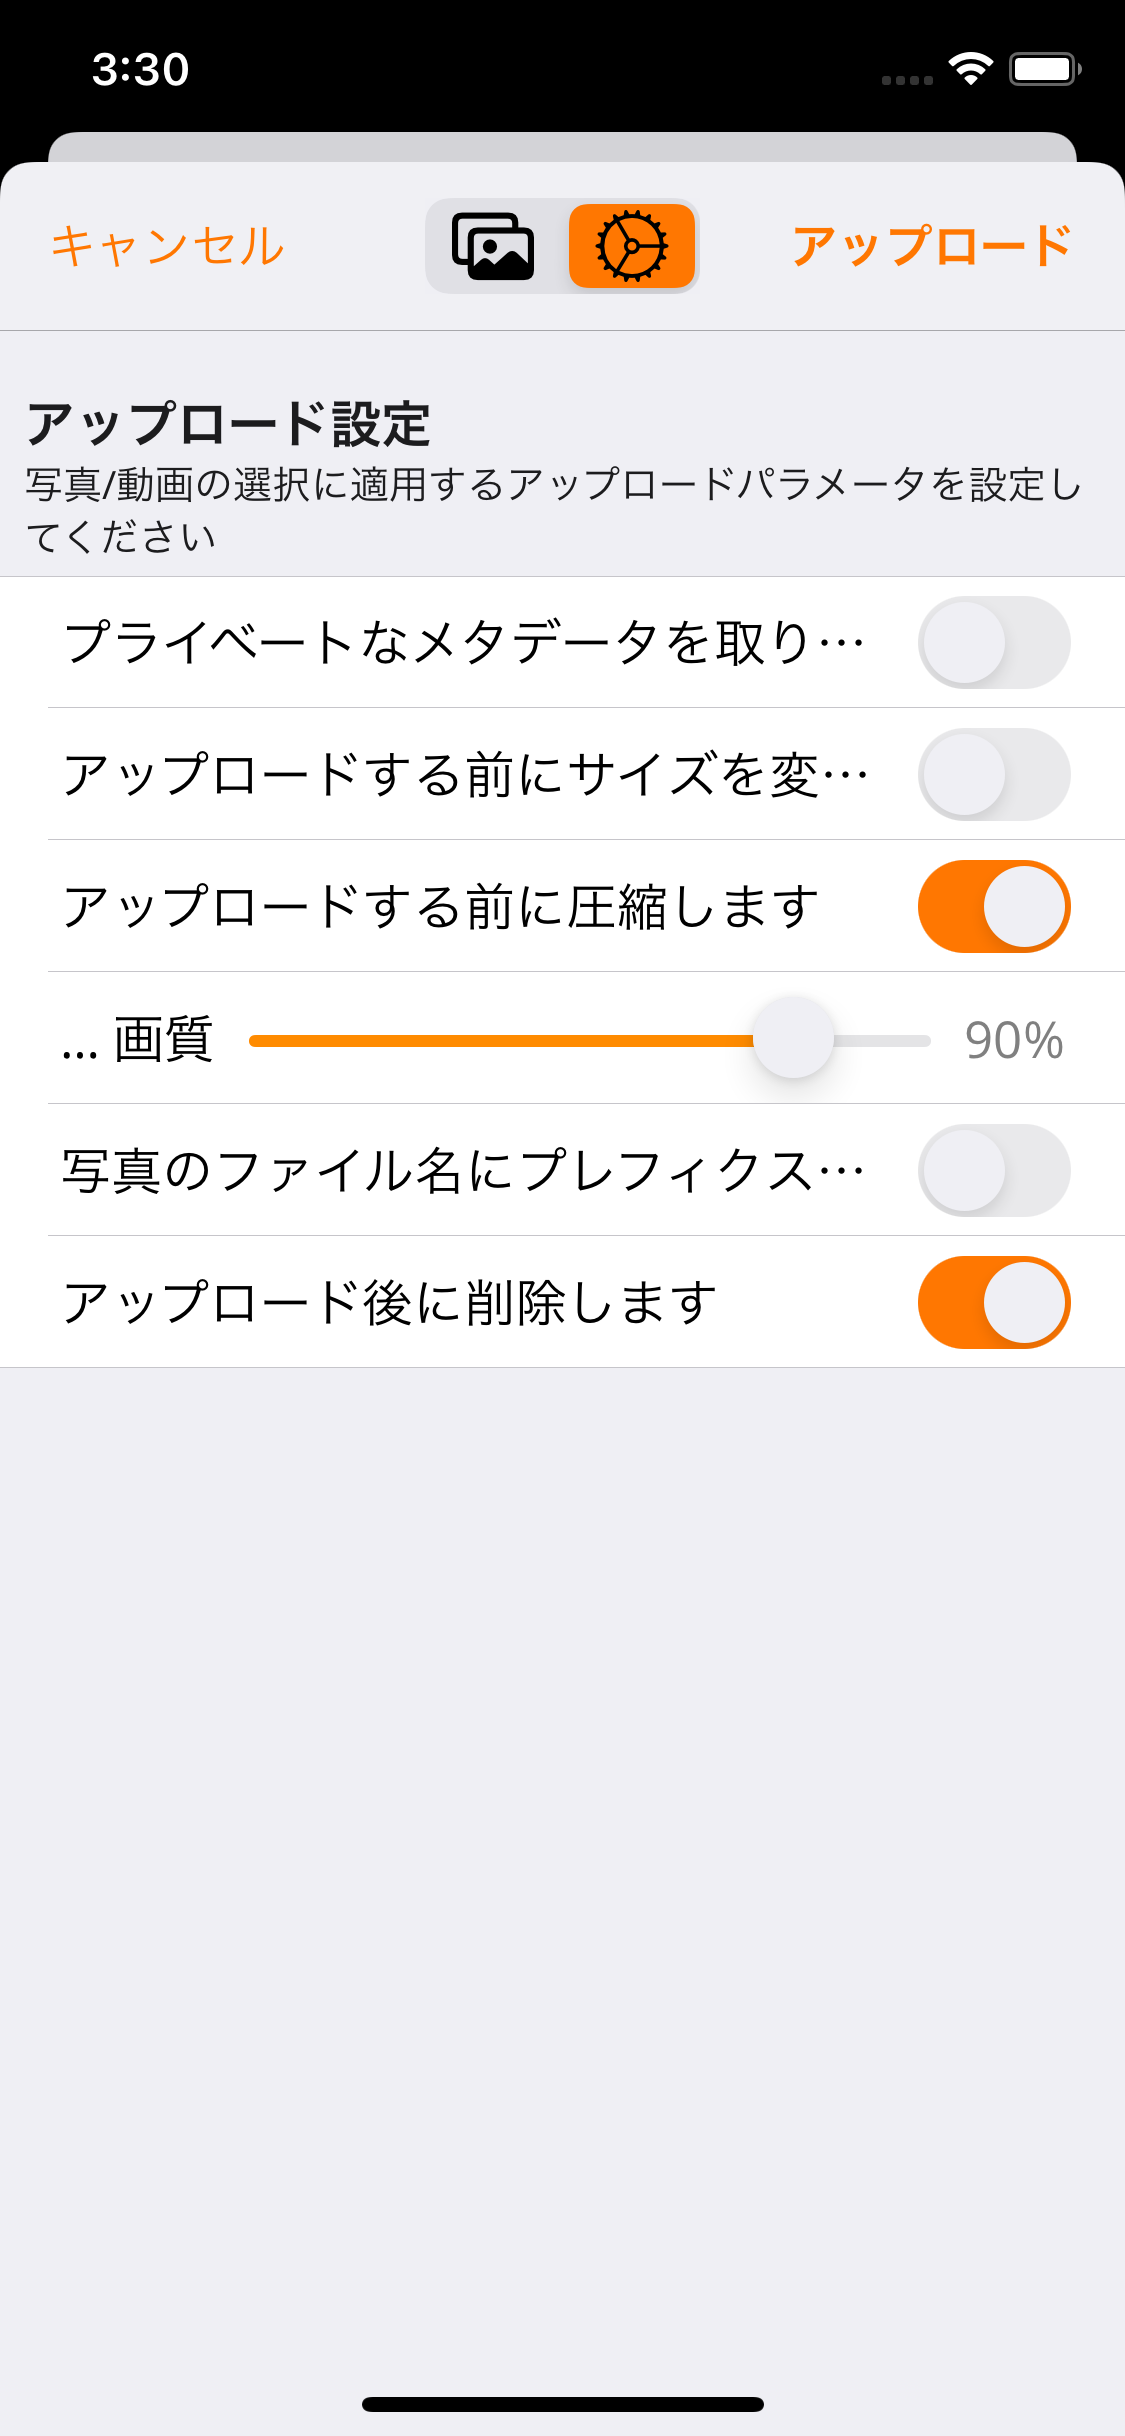 3:30
キャンセル
アップロード
アップロード設定
写真/動画の選択に適用するアップロードパラメータを設定し
てください
プライベートなメタデータを取り…
アップロードする前にサイズを変…
アップロードする前に圧縮します
... 画質
90%
写真のファイル名にプレフィクス…
アップロード後に削除します